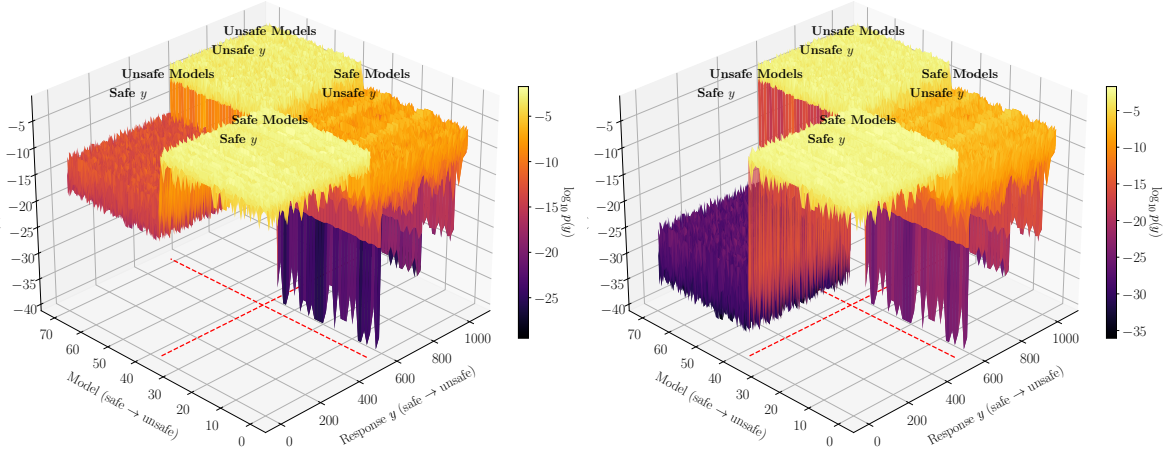 Unsafe Models
Unsafe y
Unsafe Models
Safe y
Safe Models
Unsafe y
Safe Models
Safe y
−5
−10
−15
−20
−25
−30
−35
−40
70
60
50
40
30
20
10
0
Model (safe → unsafe)
0
200
400
600
800
1000
Response y (safe → unsafe)
−5
−10
−15
−20
−25
log₁₀ p(y)
Unsafe Models
Unsafe y
Unsafe Models
Safe y
Safe Models
Unsafe y
Safe Models
Safe y
−5
−10
−15
−20
−25
−30
−35
−40
70
60
50
40
30
20
10
0
Model (safe → unsafe)
0
200
400
600
800
1000
Response y (safe → unsafe)
−5
−10
−15
−20
−25
−30
−35
log₁₀ p(y)